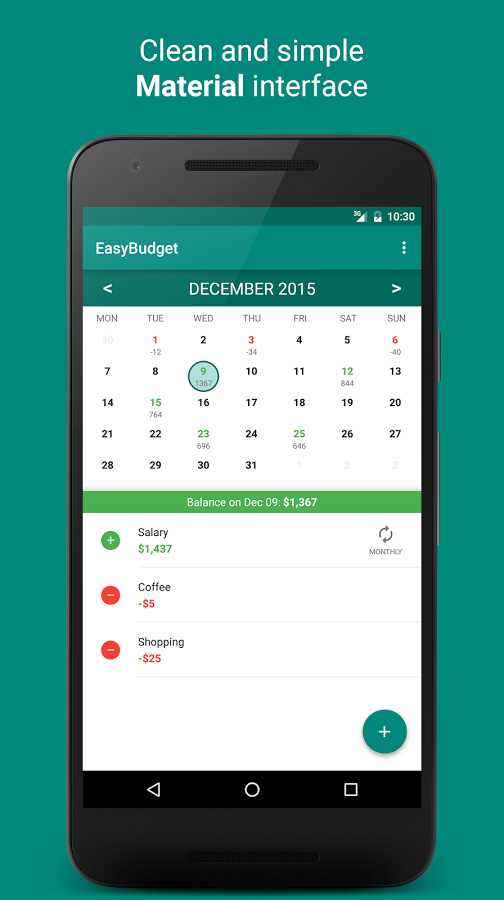 Clean and simple
Material interface
3G 10:30
EasyBudget
< DECEMBER 2015 >
MON TUE WED THU FRI SAT SUN
30 1 2 3 4 5 6
-12 -34 -40
7 8 9 10 11 12 13
1367 844
14 15 16 17 18 19 20
764
21 22 23 24 25 26 27
696 646
28 29 30 31 1 2 3
Balance on Dec 09: $1,367
Salary
$1,437
MONTHLY
Coffee
-$5
Shopping
-$25
+